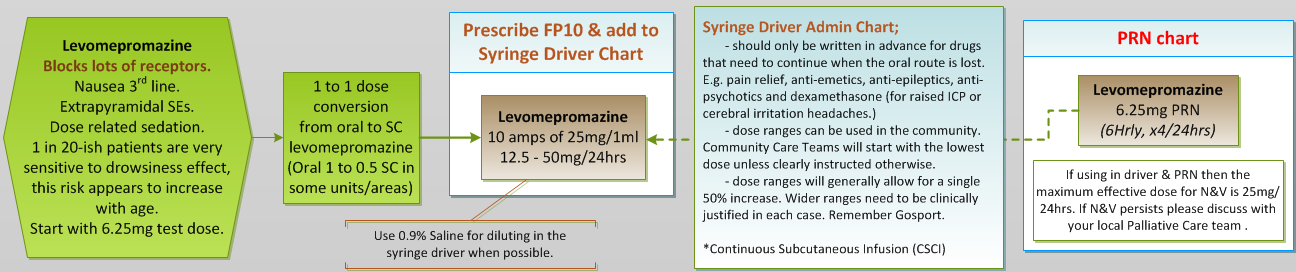 Levomepromazine
Blocks lots of receptors.
Nausea 3rd line.
Extrapyramidal SEs.
Dose related sedation.
1 in 20-ish patients are very
sensitive to drowsiness effect,
this risk appears to increase
with age.
Start with 6.25mg test dose.
1 to 1 dose
conversion
from oral to SC
levomepromazine
(Oral 1 to 0.5 SC in
some units/areas)
Prescribe FP10 & add to
Syringe Driver Chart
Levomepromazine
10 amps of 25mg/1ml
12.5 - 50mg/24hrs
Use 0.9% Saline for diluting in the
syringe driver when possible.
Syringe Driver Admin Chart;
- should only be written in advance for drugs
that need to continue when the oral route is lost.
E.g. pain relief, anti-emetics, anti-epileptics, anti-
psychotics and dexamethasone (for raised ICP or
cerebral irritation headaches.)
- dose ranges can be used in the community.
Community Care Teams will start with the lowest
dose unless clearly instructed otherwise.
- dose ranges will generally allow for a single
50% increase. Wider ranges need to be clinically
justified in each case. Remember Gosport.
*Continuous Subcutaneous Infusion (CSCI)
PRN chart
Levomepromazine
6.25mg PRN
(6Hrly, x4/24hrs)
If using in driver & PRN then the
maximum effective dose for N&V is 25mg/
24hrs. If N&V persists please discuss with
your local Palliative Care team .